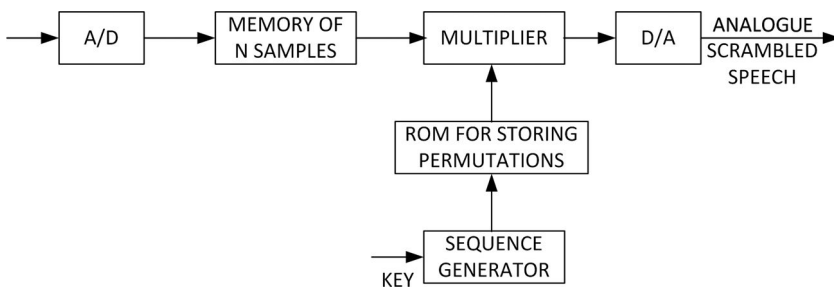 A/D
MEMORY OF
N SAMPLES
MULTIPLIER
D/A
ANALOGUE
SCRAMBLED
SPEECH
ROM FOR STORING
PERMUTATIONS
SEQUENCE
GENERATOR
KEY